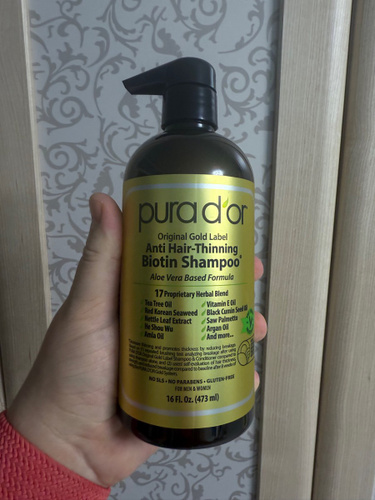 pura d'or
Original Gold Label
Anti Hair-Thinning
Biotin Shampoo*
Aloe Vera Based Formula
17 Proprietary Herbal Blend
Tea Tree Oil
Red Korean Seaweed
Nettle Leaf Extract
He Shou Wu
Amla Oil
Vitamin E Oil
Black Cumin Seed Oil
Saw Palmetto
Argan Oil
And more...
NO SLS • NO PARABENS • GLUTEN-FREE
FOR MEN & WOMEN
16 FL Oz. (473 ml)